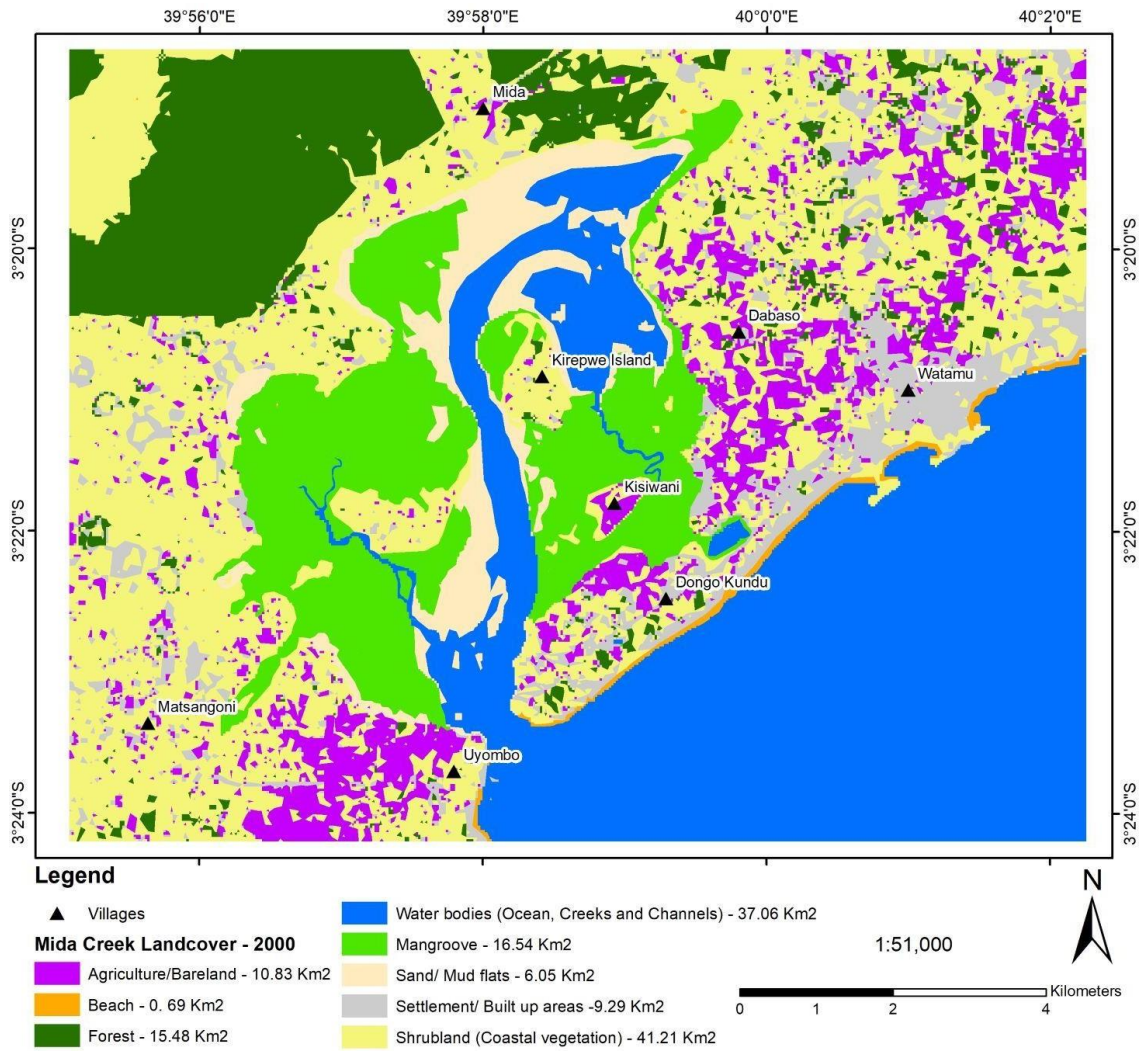 39°56'0"E 39°58'0"E 40°0'0"E 40°2'0"E
Mida
3°20'0"S 3°20'0"S
Dabaso
Kirepwe Island
Watamu
Kisiwani
3°22'0"S 3°22'0"S
Dongo Kundu
Matsangoni
Uyombo
3°24'0"S 3°24'0"S
Legend
Villages
Mida Creek Landcover - 2000
Agriculture/Bareland - 10.83 Km2
Beach - 0. 69 Km2
Forest - 15.48 Km2
Water bodies (Ocean, Creeks and Channels) - 37.06 Km2
Mangroove - 16.54 Km2
Sand/ Mud flats - 6.05 Km2
Settlement/ Built up areas -9.29 Km2
Shrubland (Coastal vegetation) - 41.21 Km2
1:51,000
N
Kilometers
0 1 2 4